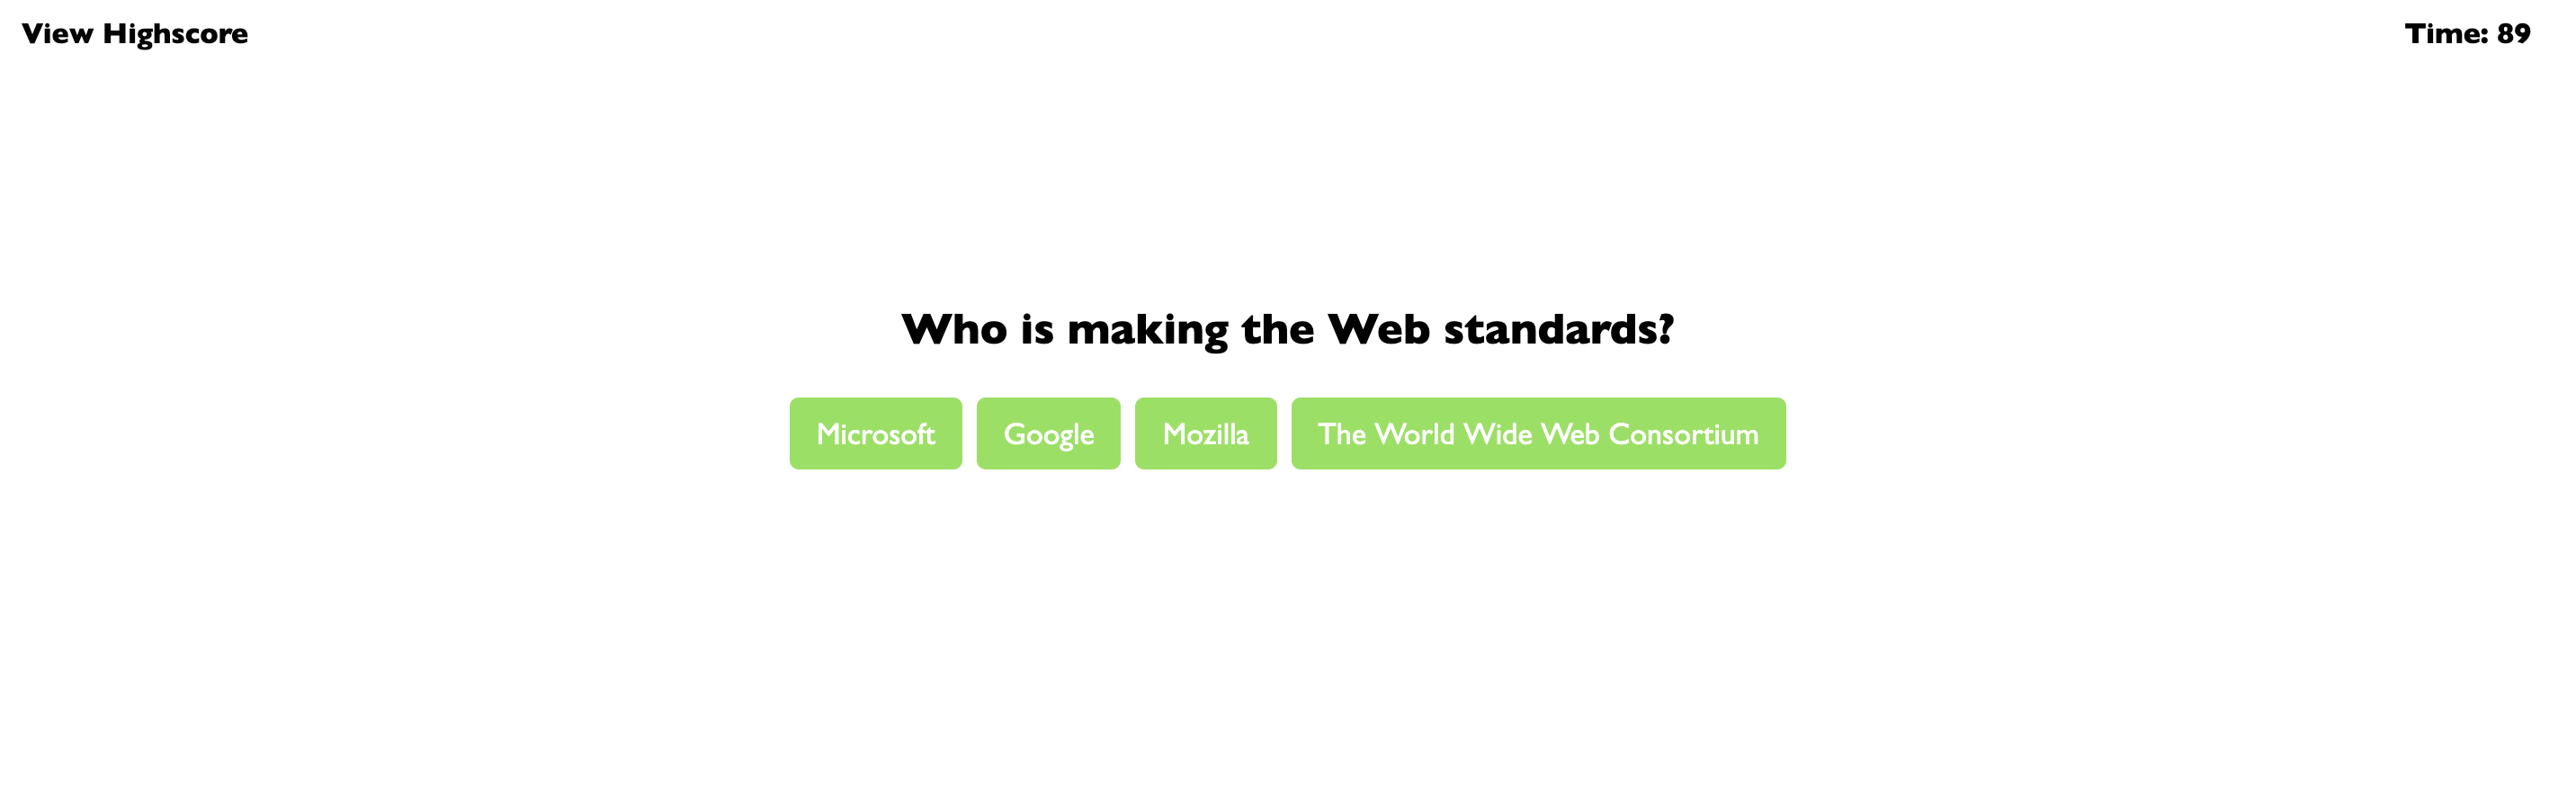 View Highscore
Time: 89
Who is making the Web standards?
Microsoft
Google
Mozilla
The World Wide Web Consortium